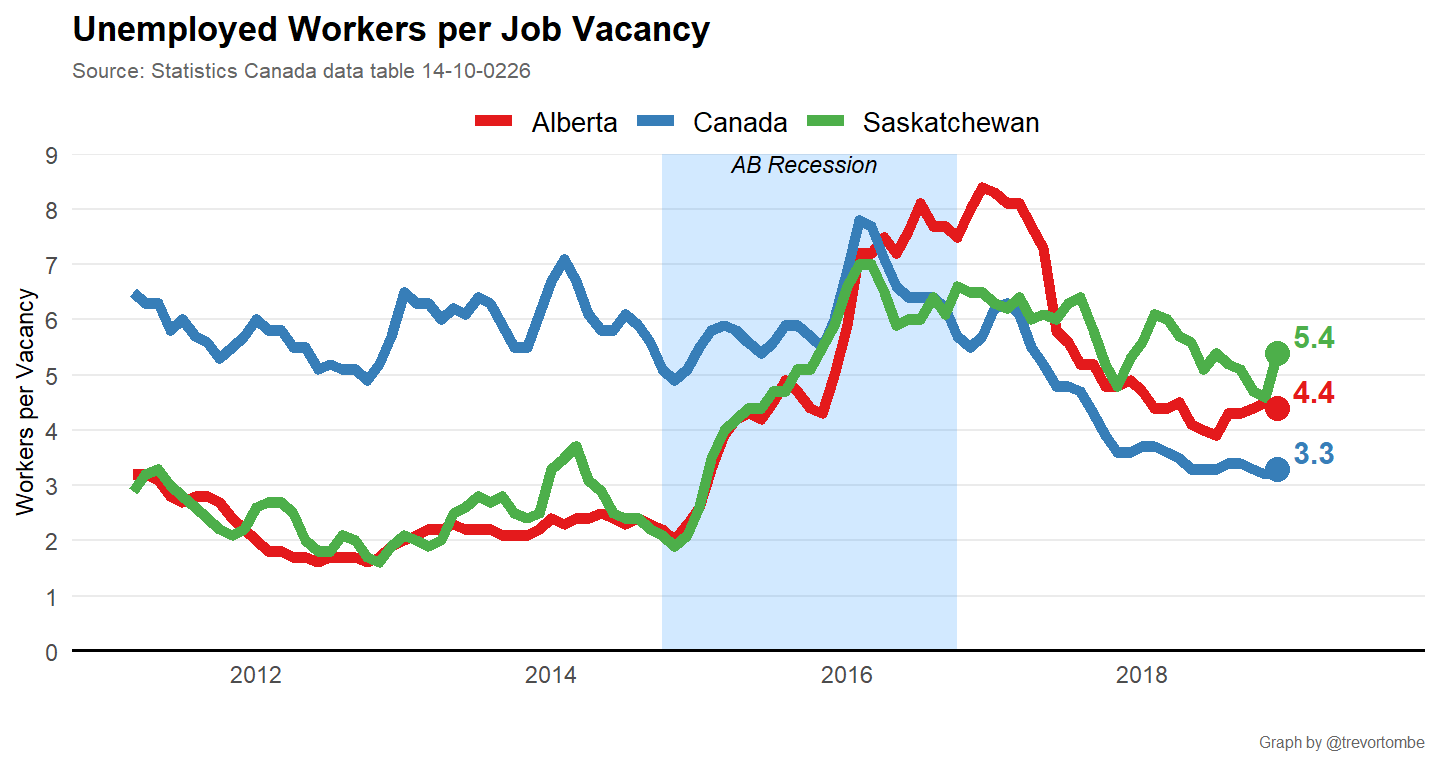 Unemployed Workers per Job Vacancy
Source: Statistics Canada data table 14-10-0226
Alberta Canada Saskatchewan
AB Recession
Workers per Vacancy
9
8
7
6
5
4
3
2
1
0
5.4
4.4
3.3
2012 2014 2016 2018
Graph by @trevortombe